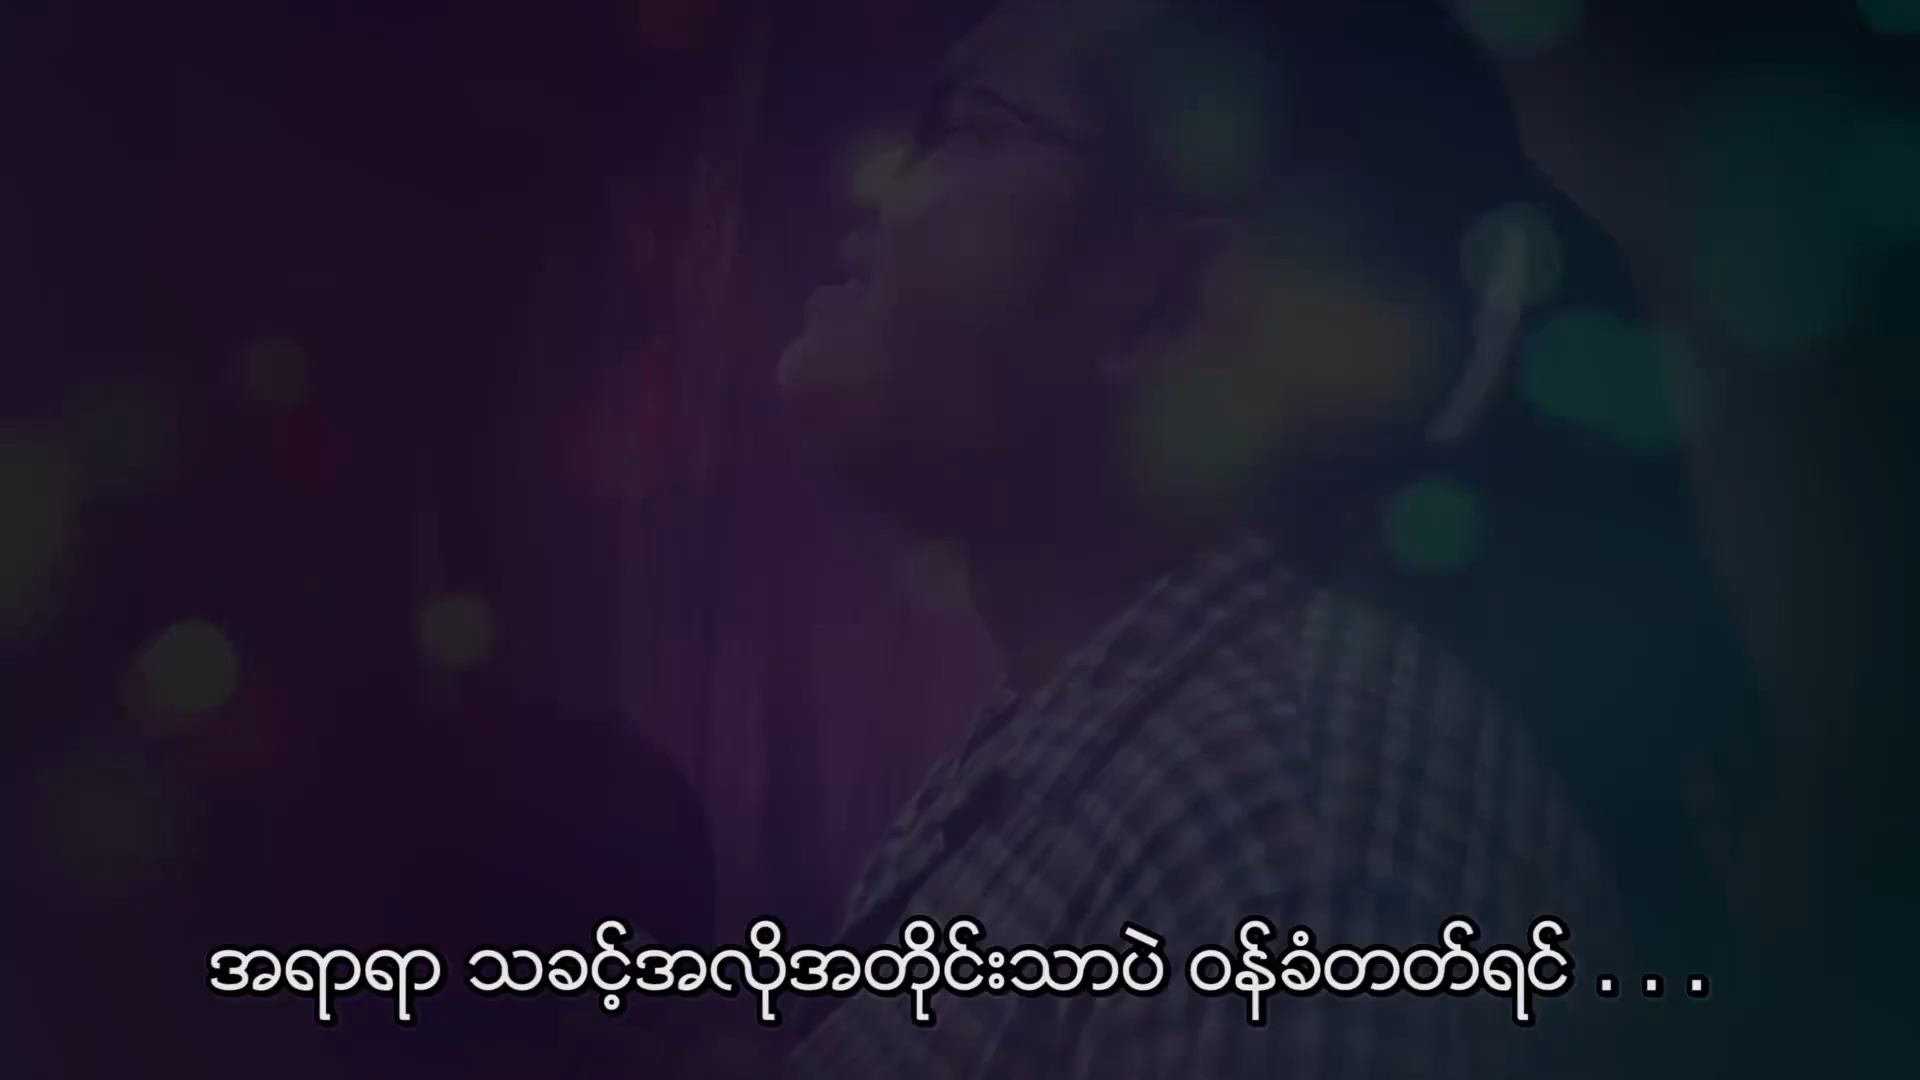 အရာရာ သခင့်အလိုအတိုင်းသာပဲ ဝန်ခံတတ်ရင် . . .